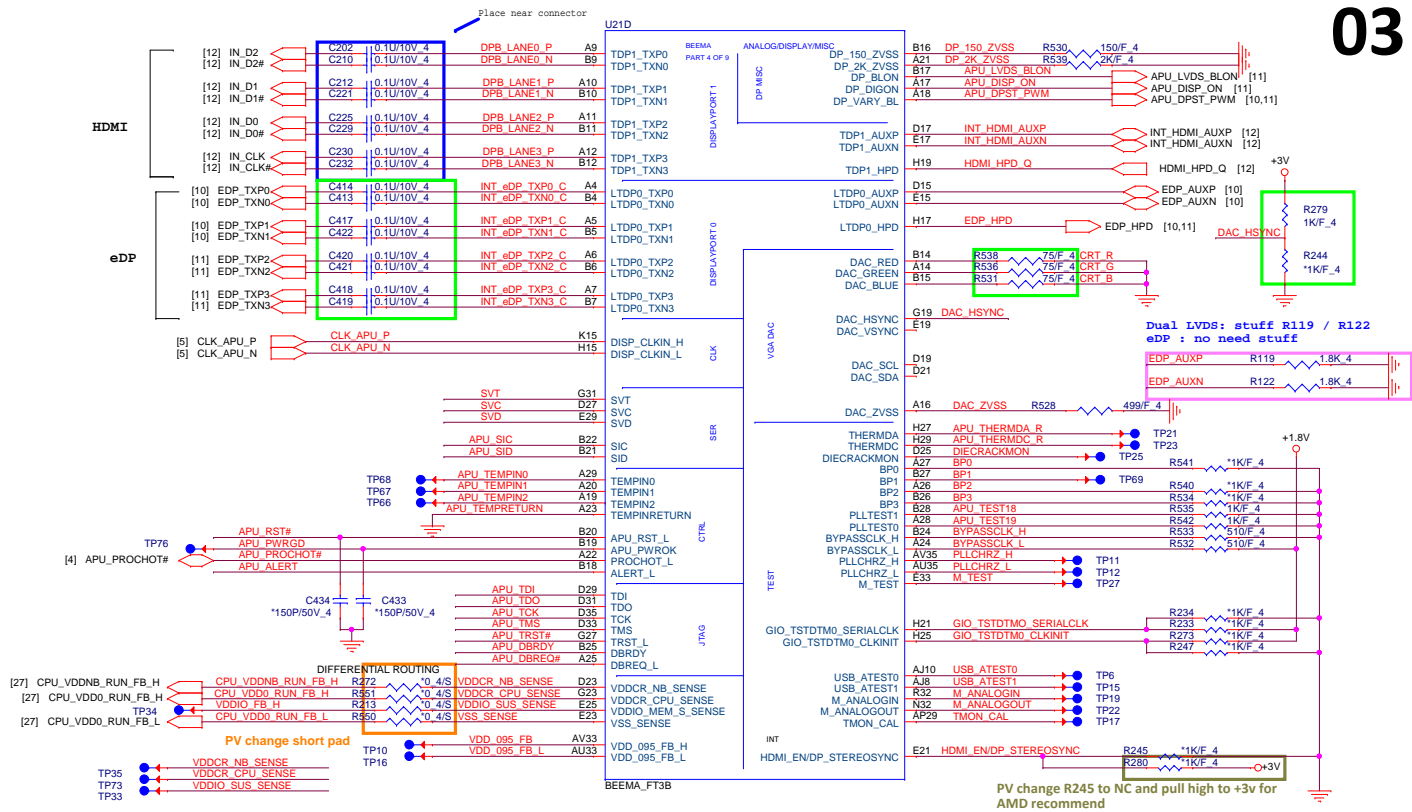 Place near connector
03
U21D
HDMI
[12] IN_D2 C202 0.1U/10V_4 DPB_LANE0_P A9 TDP1_TXP0
[12] IN_D2# C210 0.1U/10V_4 DPB_LANE0_N B9 TDP1_TXN0
[12] IN_D1 C212 0.1U/10V_4 DPB_LANE1_P A10 TDP1_TXP1
[12] IN_D1# C221 0.1U/10V_4 DPB_LANE1_N B10 TDP1_TXN1
[12] IN_D0 C225 0.1U/10V_4 DPB_LANE2_P A11 TDP1_TXP2
[12] IN_D0# C229 0.1U/10V_4 DPB_LANE2_N B11 TDP1_TXN2
[12] IN_CLK C230 0.1U/10V_4 DPB_LANE3_P A12 TDP1_TXP3
[12] IN_CLK# C232 0.1U/10V_4 DPB_LANE3_N B12 TDP1_TXN3
eDP
[10] EDP_TXP0 C414 0.1U/10V_4 INT_eDP_TXP0_C A4 LTDP0_TXP0
[10] EDP_TXN0 C413 0.1U/10V_4 INT_eDP_TXN0_C B4 LTDP0_TXN0
[10] EDP_TXP1 C417 0.1U/10V_4 INT_eDP_TXP1_C A5 LTDP0_TXP1
[10] EDP_TXN1 C422 0.1U/10V_4 INT_eDP_TXN1_C B5 LTDP0_TXN1
[11] EDP_TXP2 C420 0.1U/10V_4 INT_eDP_TXP2_C A6 LTDP0_TXP2
[11] EDP_TXN2 C421 0.1U/10V_4 INT_eDP_TXN2_C B6 LTDP0_TXN2
[11] EDP_TXP3 C418 0.1U/10V_4 INT_eDP_TXP3_C A7 LTDP0_TXP3
[11] EDP_TXN3 C419 0.1U/10V_4 INT_eDP_TXN3_C B7 LTDP0_TXN3
[5] CLK_APU_P CLK_APU_P K15 DISP_CLKIN_H
[5] CLK_APU_N CLK_APU_N H15 DISP_CLKIN_L
SVT G31 SVT
SVC D27 SVC
SVD E29 SVD
APU_SIC B22 SIC
APU_SID B21 SID
TP68 APU_TEMPIN0 A29 TEMPIN0
TP67 APU_TEMPIN1 A20 TEMPIN1
TP66 APU_TEMPIN2 A19 TEMPIN2
APU_TEMPRETURN A23 TEMPINRETURN
APU_RST# B20 APU_RST_L
TP76 APU_PWRGD B19 APU_PWROK
[4] APU_PROCHOT# APU_PROCHOT# A22 PROCHOT_L
APU_ALERT B18 ALERT_L
C434 C433
*150P/50V_4 *150P/50V_4
APU_TDI D29 TDI
APU_TDO D31 TDO
APU_TCK D35 TCK
APU_TMS D33 TMS
APU_TRST# G27 TRST_L
APU_DBRDY B25 DBRDY
APU_DBREQ# A25 DBREQ_L
DIFFERENTIAL ROUTING
[27] CPU_VDDNB_RUN_FB_H CPU_VDDNB_RUN_FB_H R272 *0_4/S VDDCR_NB_SENSE D23 VDDCR_NB_SENSE
[27] CPU_VDD0_RUN_FB_H CPU_VDD0_RUN_FB_H R551 *0_4/S VDDCR_CPU_SENSE G23 VDDCR_CPU_SENSE
TP34 VDDIO_FB_H R213 *0_4/S VDDIO_SUS_SENSE E25 VDDIO_MEM_S_SENSE
[27] CPU_VDD0_RUN_FB_L CPU_VDD0_RUN_FB_L R550 *0_4/S VSS_SENSE E23 VSS_SENSE
PV change short pad
TP10 VDD_095_FB AV33 VDD_095_FB_H
TP16 VDD_095_FB_L AU33 VDD_095_FB_L
TP35 VDDCR_NB_SENSE
TP73 VDDCR_CPU_SENSE
TP33 VDDIO_SUS_SENSE
BEEMA_FT3B
BEEMA
PART 4 OF 9
ANALOG/DISPLAY/MISC
DISPLAYPORT 1
DISPLAYPORT 0
CLK
SER
CTRL
JTAG
DP MISC
VGA DAC
TEST
INT
DP_150_ZVSS B16 DP_150_ZVSS R530 150/F_4
DP_2K_ZVSS A21 DP_2K_ZVSS R539 2K/F_4
DP_BLON B17 APU_LVDS_BLON APU_LVDS_BLON [11]
DP_DIGON A17 APU_DISP_ON APU_DISP_ON [11]
DP_VARY_BL A18 APU_DPST_PWM APU_DPST_PWM [10,11]
TDP1_AUXP D17 INT_HDMI_AUXP INT_HDMI_AUXP [12]
TDP1_AUXN E17 INT_HDMI_AUXN INT_HDMI_AUXN [12]
TDP1_HPD H19 HDMI_HPD_Q HDMI_HPD_Q [12]
LTDP0_AUXP D15 EDP_AUXP [10]
LTDP0_AUXN E15 EDP_AUXN [10]
LTDP0_HPD H17 EDP_HPD EDP_HPD [10,11]
+3V
R279
1K/F_4
DAC_HSYNC
R244
*1K/F_4
DAC_RED B14 R538 75/F_4 CRT_R
DAC_GREEN A14 R536 75/F_4 CRT_G
DAC_BLUE B15 R531 75/F_4 CRT_B
DAC_HSYNC G19 DAC_HSYNC
DAC_VSYNC E19
DAC_SCL D19
DAC_SDA D21
DAC_ZVSS A16 DAC_ZVSS R528 499/F_4
Dual LVDS: stuff R119 / R122
eDP : no need stuff
EDP_AUXP R119 1.8K_4
EDP_AUXN R122 1.8K_4
+1.8V
THERMDA H27 APU_THERMDA_R TP21
THERMDC H29 APU_THERMDC_R TP23
DIECRACKMON D25 DIECRACKMON TP25
BP0 A27 BP0 R541 *1K/F_4
BP1 B27 BP1 TP69
BP2 A26 BP2 R540 *1K/F_4
BP3 B26 BP3 R534 *1K/F_4
PLLTEST1 B28 APU_TEST18 R535 1K/F_4
PLLTEST0 A28 APU_TEST19 R542 1K/F_4
BYPASSCLK_H B24 BYPASSCLK_H R533 510/F_4
BYPASSCLK_L A24 BYPASSCLK_L R532 510/F_4
PLLCHRZ_H AV35 PLLCHRZ_H TP11
PLLCHRZ_L AU35 PLLCHRZ_L TP12
M_TEST E33 M_TEST TP27
R234 *1K/F_4
GIO_TSTDTM0_SERIALCLK H21 GIO_TSTDTMO_SERIALCLK R233 *1K/F_4
GIO_TSTDTM0_CLKINIT H25 GIO_TSTDTM0_CLKINIT R273 *1K/F_4
R247 *1K/F_4
USB_ATEST0 AJ10 USB_ATEST0 TP6
USB_ATEST1 AJ8 USB_ATEST1 TP15
M_ANALOGIN R32 M_ANALOGIN TP19
M_ANALOGOUT N32 M_ANALOGOUT TP22
TMON_CAL AP29 TMON_CAL TP17
HDMI_EN/DP_STEREOSYNC E21 HDMI_EN/DP_STEREOSYNC R245 *1K/F_4
R280 *1K/F_4 +3V
PV change R245 to NC and pull high to +3v for
AMD recommend